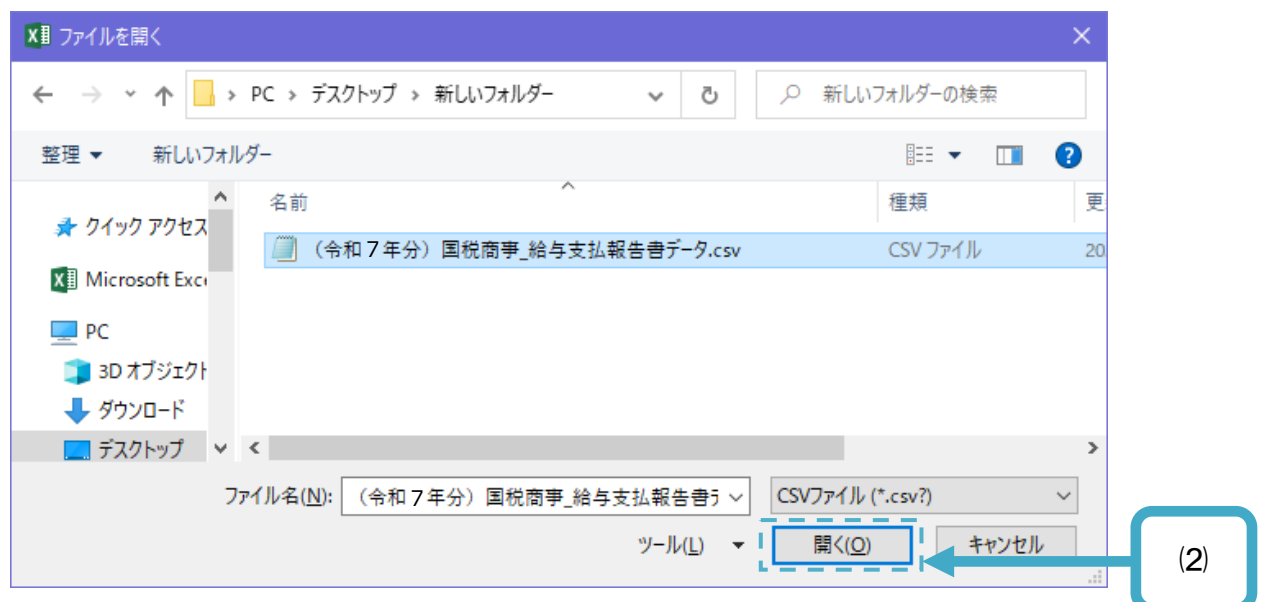 ファイルを開く
PC › デスクトップ › 新しいフォルダー
新しいフォルダーの検索
整理 新しいフォルダー
名前 種類 更
クイック アクセス
（令和７年分）国税商事_給与支払報告書データ.csv CSV ファイル 20
Microsoft Exc
PC
3D オブジェクト
ダウンロード
デスクトップ
ファイル名(N): （令和７年分）国税商事_給与支払報告書デ CSVファイル (*.csv?)
ツール(L) 開く(O) キャンセル
⑵